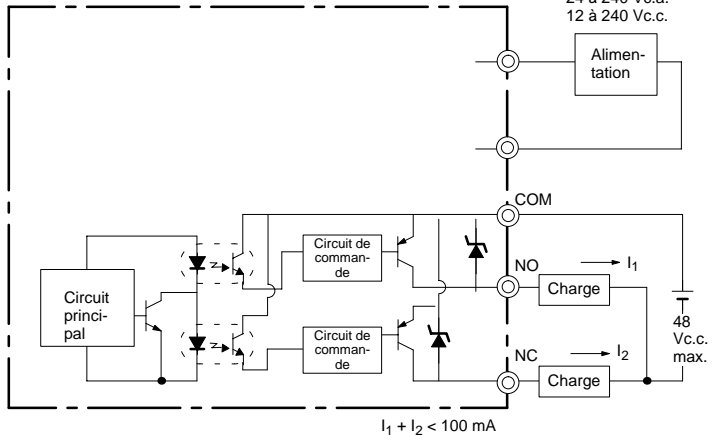 24 à 240 Vc.a.
12 à 240 Vc.c.
Alimen-
tation
COM
Circuit de
comman-
de
NO
I1
Charge
Circuit
princi-
pal
48
Vc.c.
max.
Circuit de
comman-
de
NC
I2
Charge
I1 + I2 < 100 mA